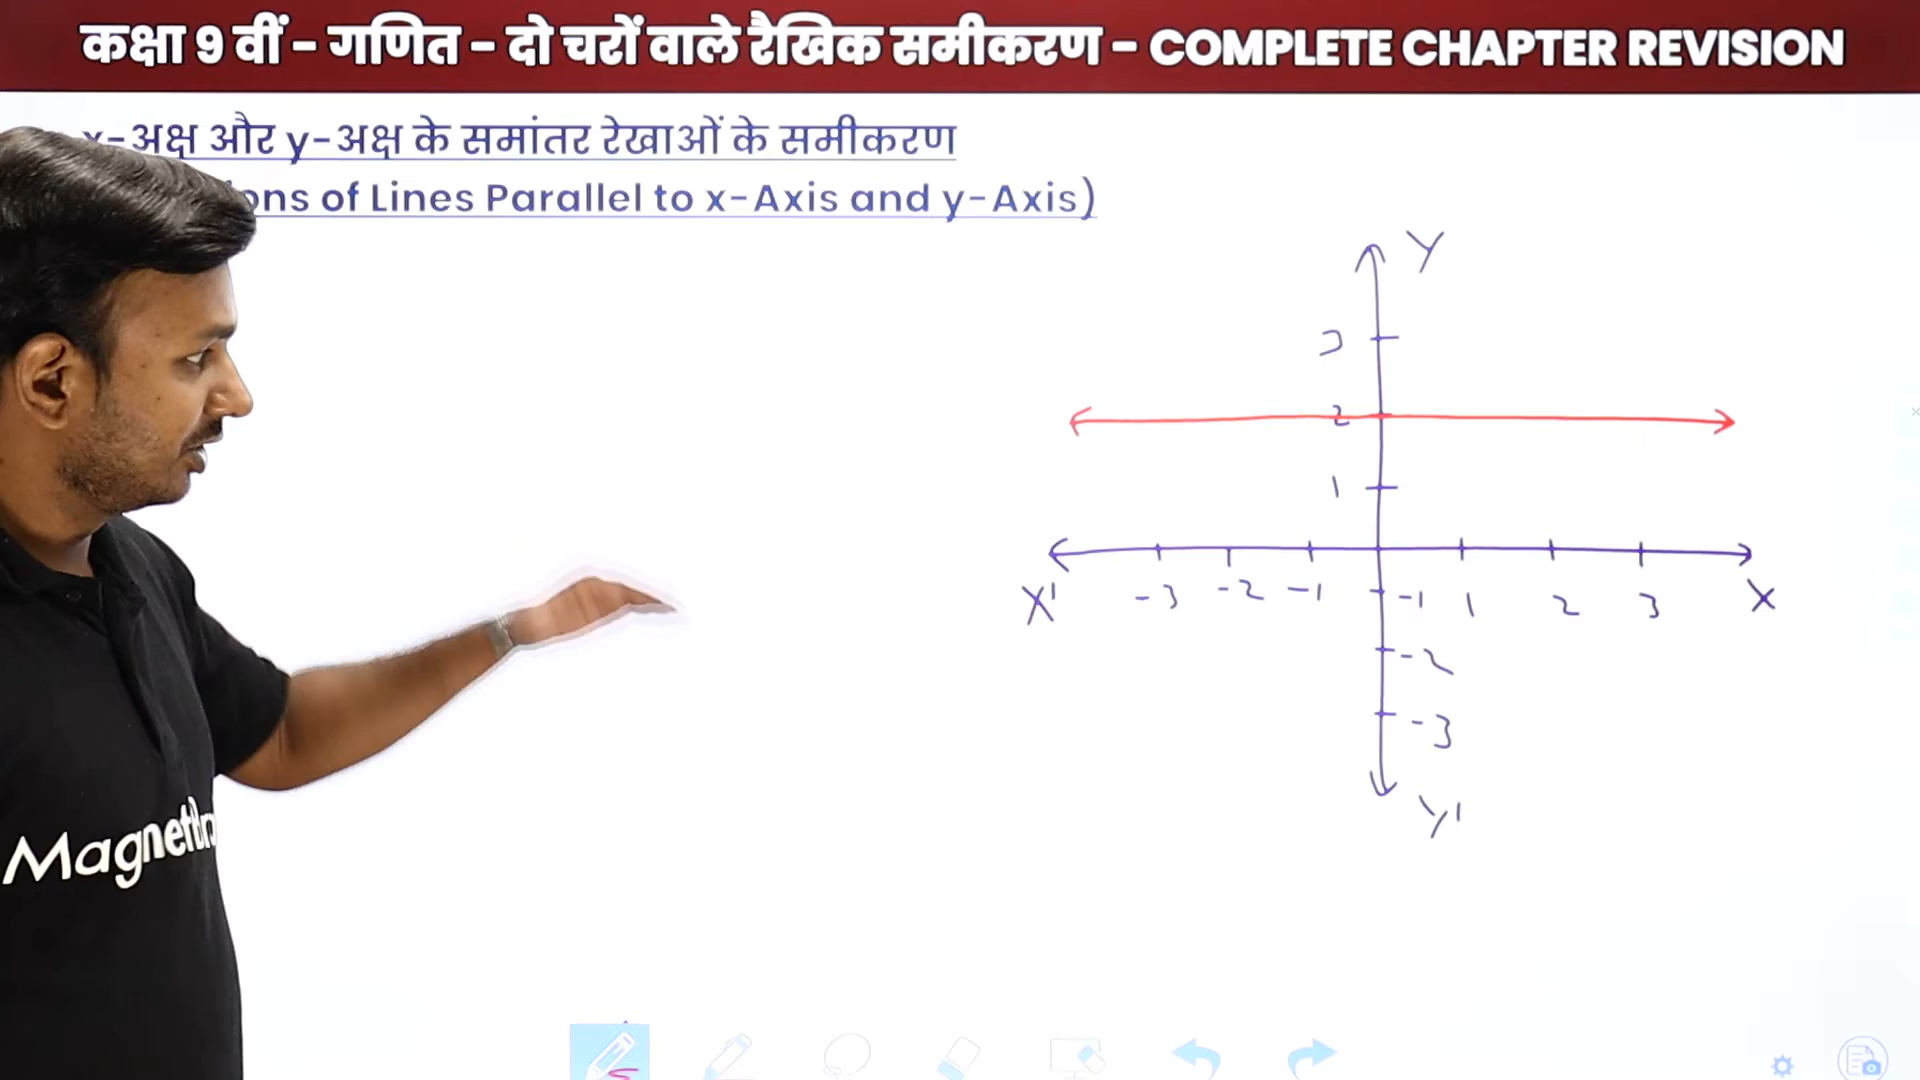 कक्षा 9 वीं - गणित - दो चरों वाले रैखिक समीकरण - COMPLETE CHAPTER REVISION
x-अक्ष और y-अक्ष के समांतर रेखाओं के समीकरण
ons of Lines Parallel to x-Axis and y-Axis)
Y
3
2
1
X' -3 -2 -1 -1 1 2 3 X
-2
-3
Y'
MagnetBr